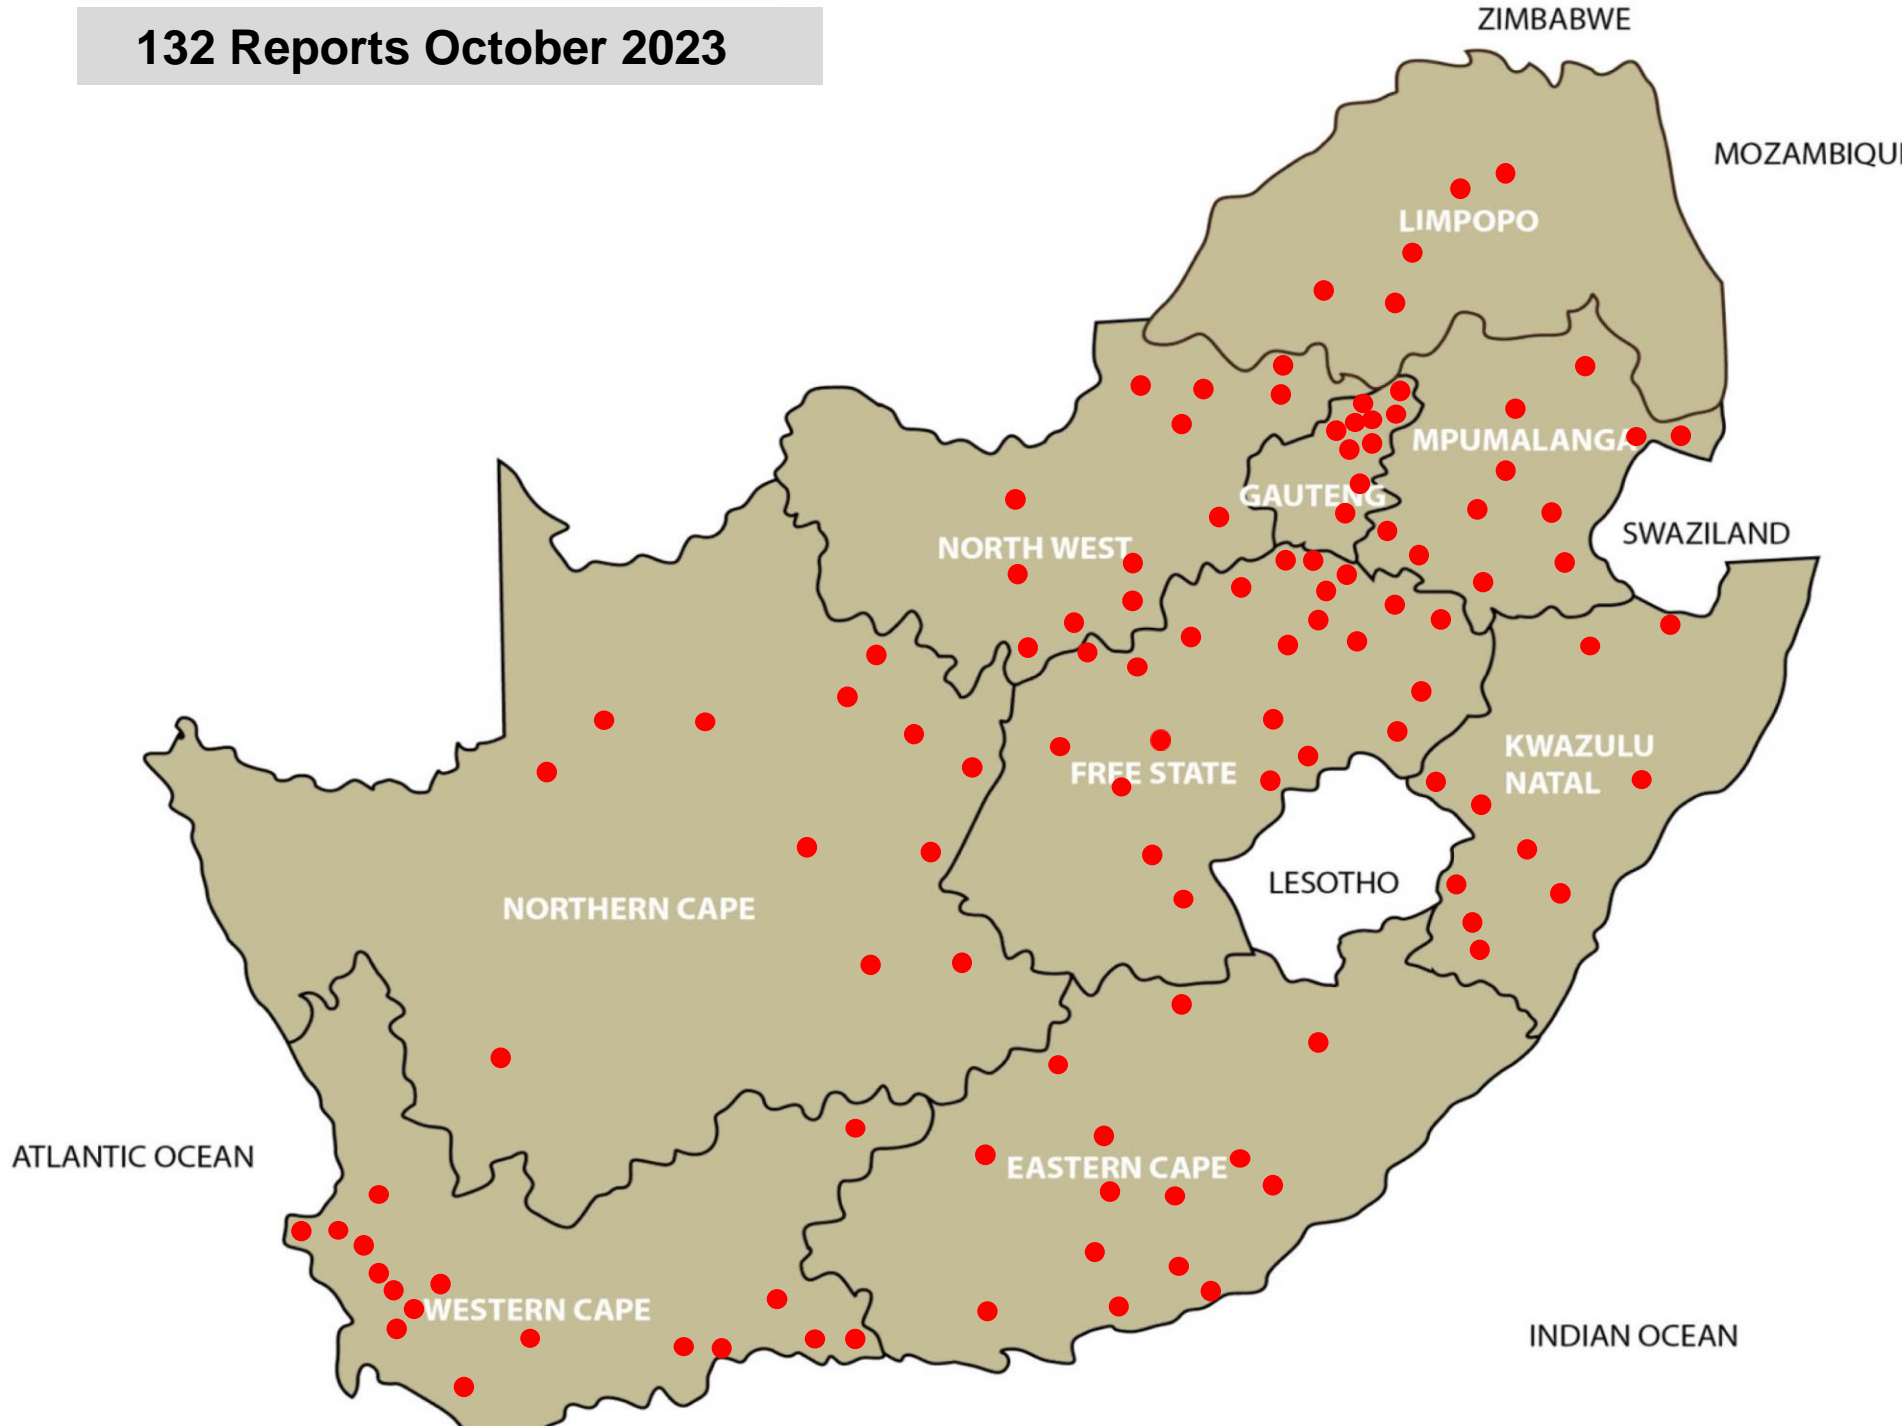 132 Reports October 2023
ZIMBABWE
MOZAMBIQU
LIMPOPO
MPUMALANGA
GAUTENG
SWAZILAND
NORTH WEST
KWAZULU
NATAL
FREE STATE
LESOTHO
NORTHERN CAPE
ATLANTIC OCEAN
EASTERN CAPE
WESTERN CAPE
INDIAN OCEAN